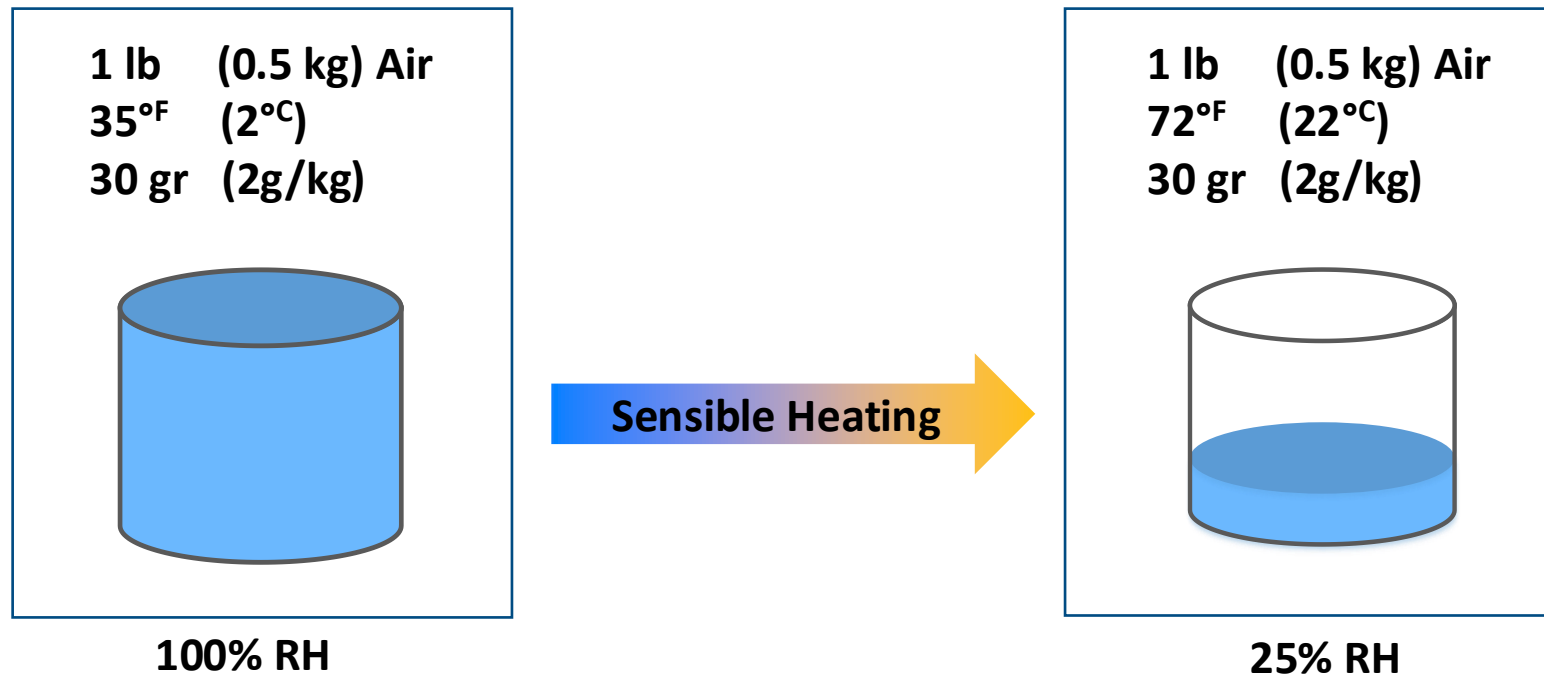 1 lb (0.5 kg) Air
35°F (2°C)
30 gr (2g/kg)
100% RH
Sensible Heating
1 lb (0.5 kg) Air
72°F (22°C)
30 gr (2g/kg)
25% RH